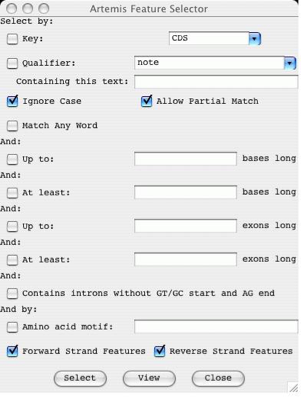 Artemis Feature Selector
Select by:
Key: CDS
Qualifier: note
Containing this text:
Ignore Case Allow Partial Match
Match Any Word
And:
Up to: bases long
And:
At least: bases long
And:
Up to: exons long
And:
At least: exons long
And:
Contains introns without GT/GC start and AG end
And by:
Amino acid motif:
Forward Strand Features Reverse Strand Features
Select View Close